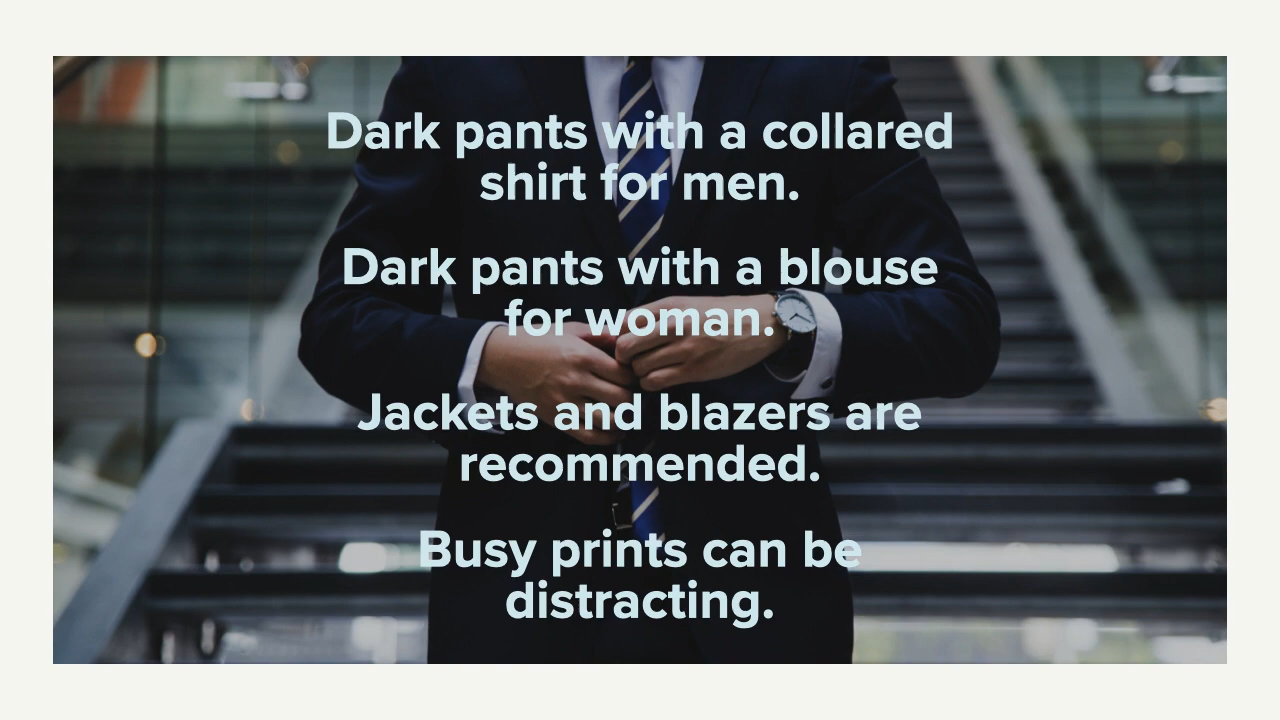 Dark pants with a collared
shirt for men.
Dark pants with a blouse
for woman.
Jackets and blazers are
recommended.
Busy prints can be
distracting.